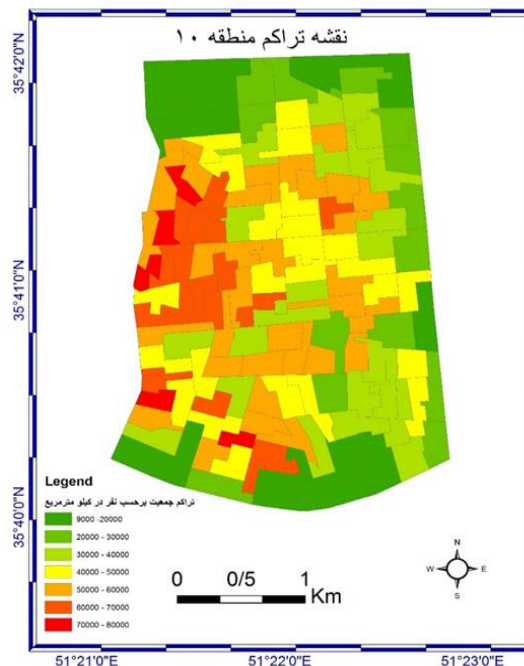 نقشه تراکم منطقه ۱۰
35°42'0"N
35°41'0"N
35°40'0"N
Legend
تراکم جمعیت برحسب نفر در کیلو مترمربع
9000 -20000
20000 - 30000
30000 - 40000
40000 - 50000
50000 - 60000
60000 - 70000
70000 - 80000
0 0/5 1
Km
N
W E
S
51°21'0"E 51°22'0"E 51°23'0"E